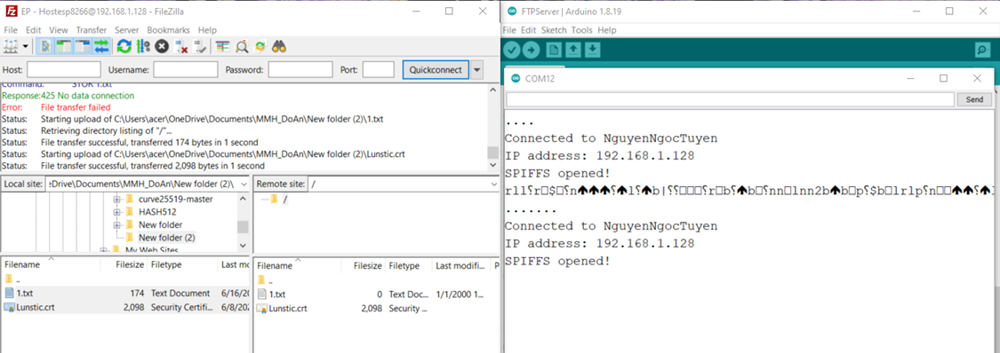 EP - Hostesp8266@192.168.1.128 - FileZilla
File Edit View Transfer Server Bookmarks Help
Host: Username: Password: Port: Quickconnect
Command: STOR 1.txt
Response:425 No data connection
Error: File transfer failed
Status: Starting upload of C:\Users\acer\OneDrive\Documents\MMH_DoAn\New folder (2)\1.txt
Status: Retrieving directory listing of "/"...
Status: File transfer successful, transferred 174 bytes in 1 second
Status: Starting upload of C:\Users\acer\OneDrive\Documents\MMH_DoAn\New folder (2)\Lunstic.crt
Status: File transfer successful, transferred 2,098 bytes in 1 second
Local site: :Drive\Documents\MMH_DoAn\New folder (2)\
curve25519-master
HASH512
New folder
New folder (2)
My Web Sites
Filename Filesize Filetype Last mo
..
1.txt 174 Text Document 6/16/20
Lunstic.crt 2,098 Security Certifi... 6/8/202
Remote site: /
/
Filename Filesize Filetype Last modifi... P
..
1.txt 0 Text Doc... 1/1/2000 1...
Lunstic.crt 2,098 Security ...
FTPServer | Arduino 1.8.19
File Edit Sketch Tools Help
COM12
Send
....
Connected to NguyenNgocTuyen
IP address: 192.168.1.128
SPIFFS opened!
.......
Connected to NguyenNgocTuyen
IP address: 192.168.1.128
SPIFFS opened!